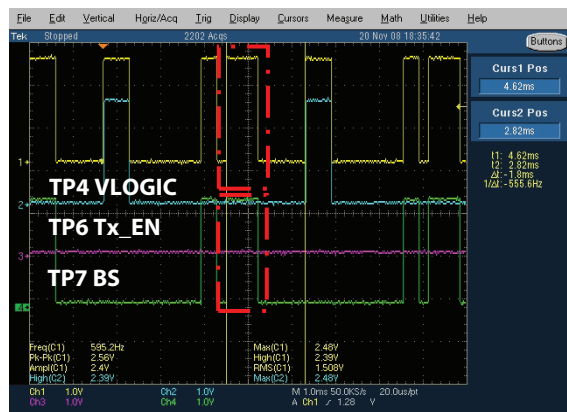 File Edit Vertical Horiz/Acq Trig Display Cursors Measure Math Utilities Help
Tek Stopped 2202 Acqs 20 Nov 08 18:35:42
Buttons
Curs1 Pos
4.62ms
Curs2 Pos
2.82ms
t1: 4.62ms
t2: 2.82ms
Δt: -1.8ms
1/Δt: -555.6Hz
1
TP4 VLOGIC
2
TP6 Tx_EN
3
TP7 BS
4
Freq(C1) 595.2Hz Max(C1) 2.48V
Pk-Pk(C1) 2.56V High(C1) 2.39V
Ampl(C1) 2.4V RMS(C1) 1.508V
High(C2) 2.39V Max(C2) 2.48V
Ch1 1.0V Ch2 1.0V M 1.0ms 50.0KS/s 20.0us/pt
Ch3 1.0V Ch4 1.0V A Ch1 ⁄ 1.28 V